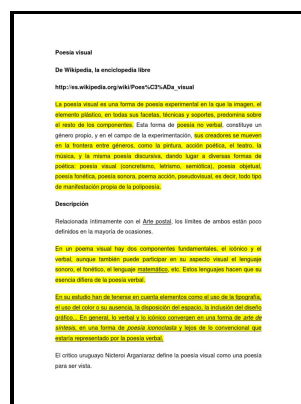 Poesía visual
De Wikipedia, la enciclopedia libre
http://es.wikipedia.org/wiki/Poes%C3%ADa_visual
La poesía visual es una forma de poesía experimental en la que la imagen, el
elemento plástico, en todas sus facetas, técnicas y soportes, predomina sobre
el resto de los componentes. Esta forma de poesía no verbal, constituye un
género propio, y en el campo de la experimentación, sus creadores se mueven
en la frontera entre géneros, como la pintura, acción poética, el teatro, la
música, y la misma poesía discursiva, dando lugar a diversas formas de
poética: poesía visual (concretismo, letrismo, semiótica), poesía objetual,
poesía fonética, poesía sonora, poema acción, pseudovisual, es decir, todo tipo
de manifestación propia de la polipoesía.
Descripción
Relacionada íntimamente con el Arte postal, los límites de ambos están poco
definidos en la mayoría de ocasiones.
En un poema visual hay dos componentes fundamentales, el icónico y el
verbal, aunque también puede participar en su aspecto visual el lenguaje
sonoro, el fonético, el lenguaje matemático, etc. Estos lenguajes hacen que su
esencia difiera de la poesía verbal.
En su estudio han de tenerse en cuenta elementos como el uso de la tipografía,
el uso del color o su ausencia, la disposición del espacio, la inclusión del diseño
gráfico... En general, lo verbal y lo icónico convergen en una forma de arte de
síntesis, en una forma de poesía iconoclasta y lejos de lo convencional que
estaría representado por la poesía verbal.
El crítico uruguayo Nicteroi Argañaraz define la poesía visual como una poesía
para ser vista.